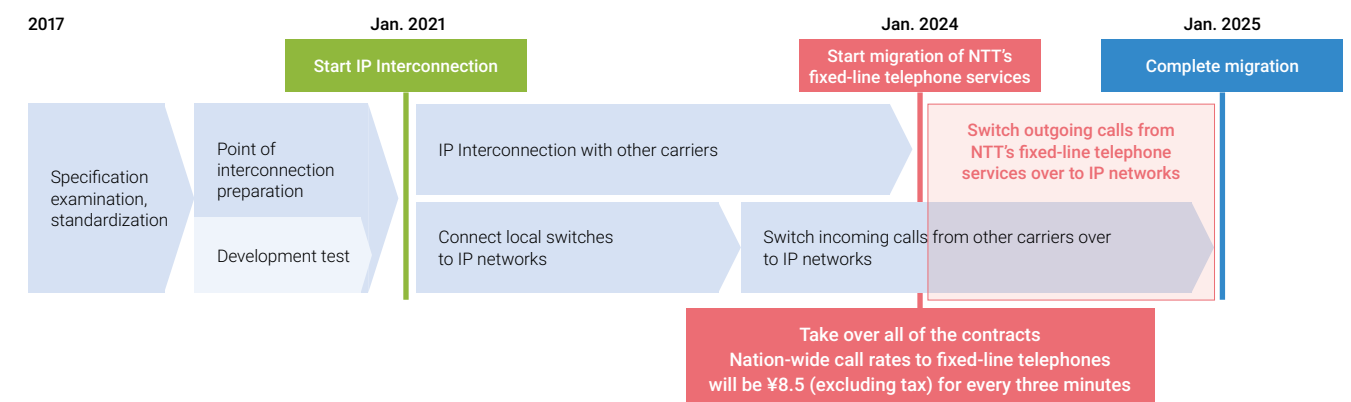 2017
Jan. 2021
Jan. 2024
Jan. 2025
Start IP Interconnection
Start migration of NTT’s
fixed-line telephone services
Complete migration
Specification
examination,
standardization
Point of
interconnection
preparation
Development test
IP Interconnection with other carriers
Connect local switches
to IP networks
Switch incoming calls from other carriers over
to IP networks
Switch outgoing calls from
NTT’s fixed-line telephone
services over to IP networks
Take over all of the contracts
Nation-wide call rates to fixed-line telephones
will be ¥8.5 (excluding tax) for every three minutes